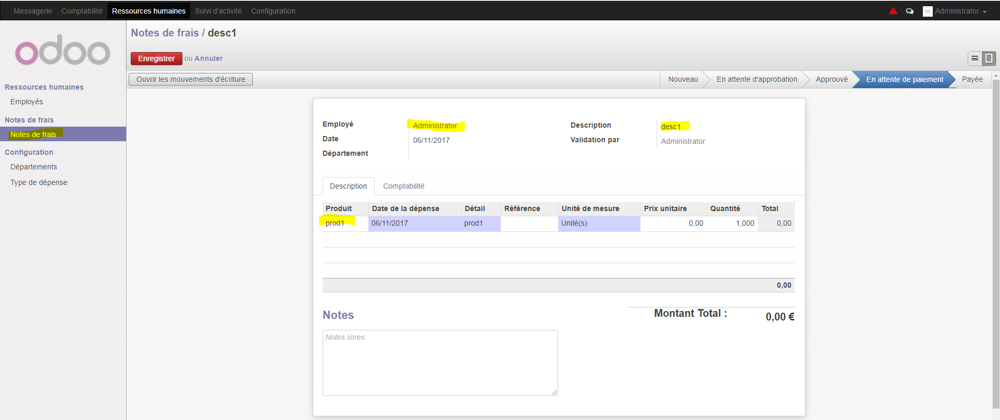 Messagerie Comptabilité Ressources humaines Suivi d'activité Configuration Administrator
odoo
Ressources humaines
Employés
Notes de frais
Notes de frais
Configuration
Départements
Type de dépense
Notes de frais / desc1
Enregistrer ou Annuler
Ouvrir les mouvements d'écriture
Nouveau En attente d'approbation Approuvé En attente de paiement Payée
Employé Administrator
Date 06/11/2017
Département
Description desc1
Validation par Administrator
Description Comptabilité
Produit Date de la dépense Détail Référence Unité de mesure Prix unitaire Quantité Total
prod1 06/11/2017 prod1 Unité(s) 0,00 1,000 0,00
0,00
Notes
Montant Total : 0,00 €
Notes libres